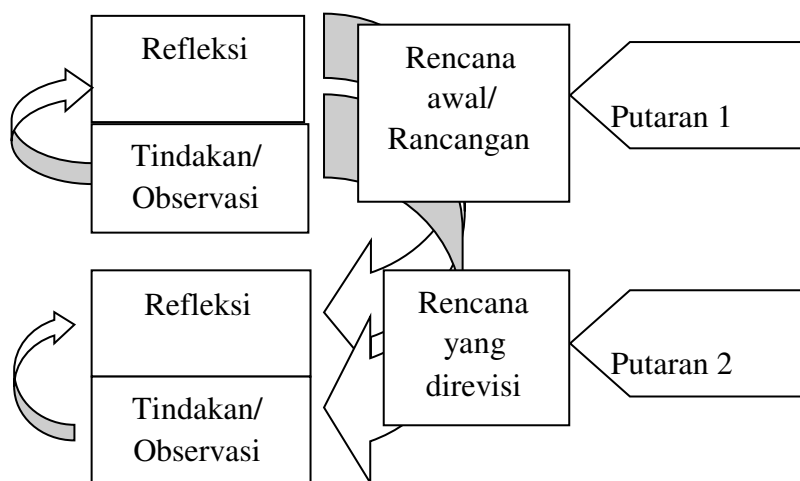 Refleksi
Rencana
awal/
Rancangan
Putaran 1
Tindakan/
Observasi
Refleksi
Rencana
yang
direvisi
Putaran 2
Tindakan/
Observasi